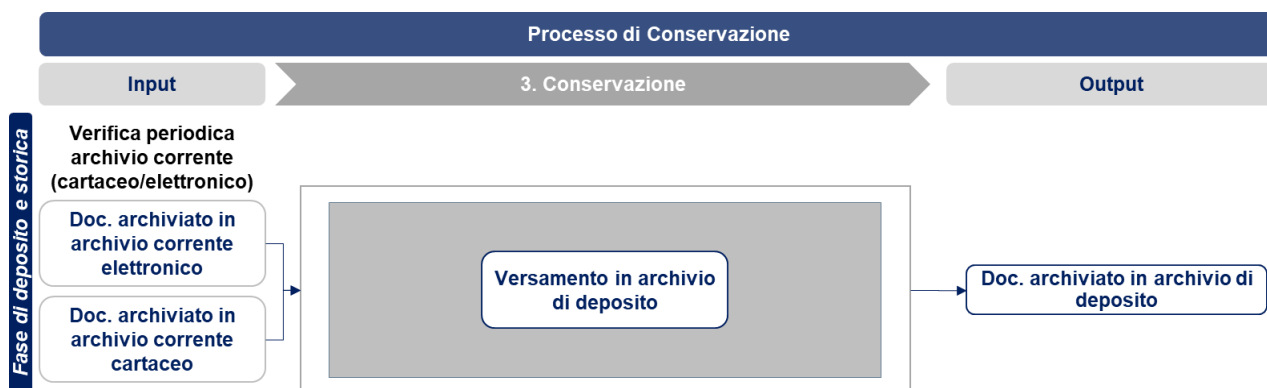 Processo di Conservazione
Input
3. Conservazione
Output
Fase di deposito e storica
Verifica periodica
archivio corrente
(cartaceo/elettronico)
Doc. archiviato in
archivio corrente
elettronico
Doc. archiviato in
archivio corrente
cartaceo
Versamento in archivio
di deposito
Doc. archiviato in archivio di
deposito